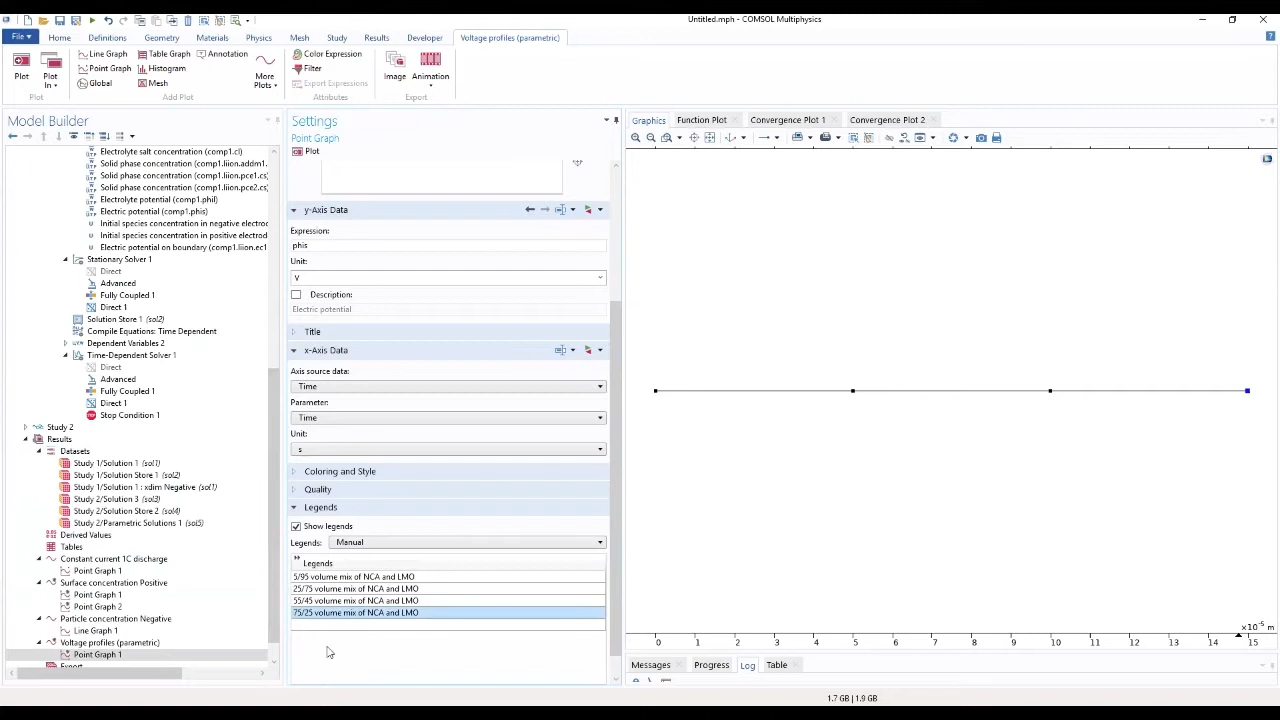 Untitled.mph - COMSOL Multiphysics
File
Home
Definitions
Geometry
Materials
Physics
Mesh
Study
Results
Developer
Voltage profiles (parametric)
Plot
Plot In
Line Graph
Point Graph
Global
Table Graph
Histogram
Mesh
Annotation
More Plots
Color Expression
Filter
Export Expressions
Image
Animation
Plot
Add Plot
Attributes
Export
Model Builder
Electrolyte salt concentration (comp1.cl)
Solid phase concentration (comp1.liion.addm1.
Solid phase concentration (comp1.liion.pce1.cs
Solid phase concentration (comp1.liion.pce2.cs
Electrolyte potential (comp1.phil)
Electric potential (comp1.phis)
Initial species concentration in negative electrod
Initial species concentration in positive electrod
Electric potential on boundary (comp1.liion.ec1
Stationary Solver 1
Direct
Advanced
Fully Coupled 1
Direct 1
Solution Store 1 (sol2)
Compile Equations: Time Dependent
Dependent Variables 2
Time-Dependent Solver 1
Direct
Advanced
Fully Coupled 1
Direct 1
STOP
Stop Condition 1
Study 2
Results
Datasets
Study 1/Solution 1 (sol1)
Study 1/Solution Store 1 (sol2)
Study 1/Solution 1 : xdim Negative (sol1)
Study 2/Solution 3 (sol3)
Study 2/Solution Store 2 (sol4)
Study 2/Parametric Solutions 1 (sol5)
Derived Values
Tables
Constant current 1C discharge
Point Graph 1
Surface concentration Positive
Point Graph 1
Point Graph 2
Particle concentration Negative
Line Graph 1
Voltage profiles (parametric)
Point Graph 1
Export
Settings
Point Graph
Plot
y-Axis Data
Expression:
phis
Unit:
V
Description:
Electric potential
Title
x-Axis Data
Axis source data:
Time
Parameter:
Time
Unit:
s
Coloring and Style
Quality
Legends
Show legends
Legends:
Manual
Legends
5/95 volume mix of NCA and LMO
25/75 volume mix of NCA and LMO
55/45 volume mix of NCA and LMO
75/25 volume mix of NCA and LMO
Graphics
Function Plot
Convergence Plot 1
Convergence Plot 2
×10⁻⁵ m
0 1 2 3 4 5 6 7 8 9 10 11 12 13 14 15
Messages
Progress
Log
Table
1.7 GB | 1.9 GB